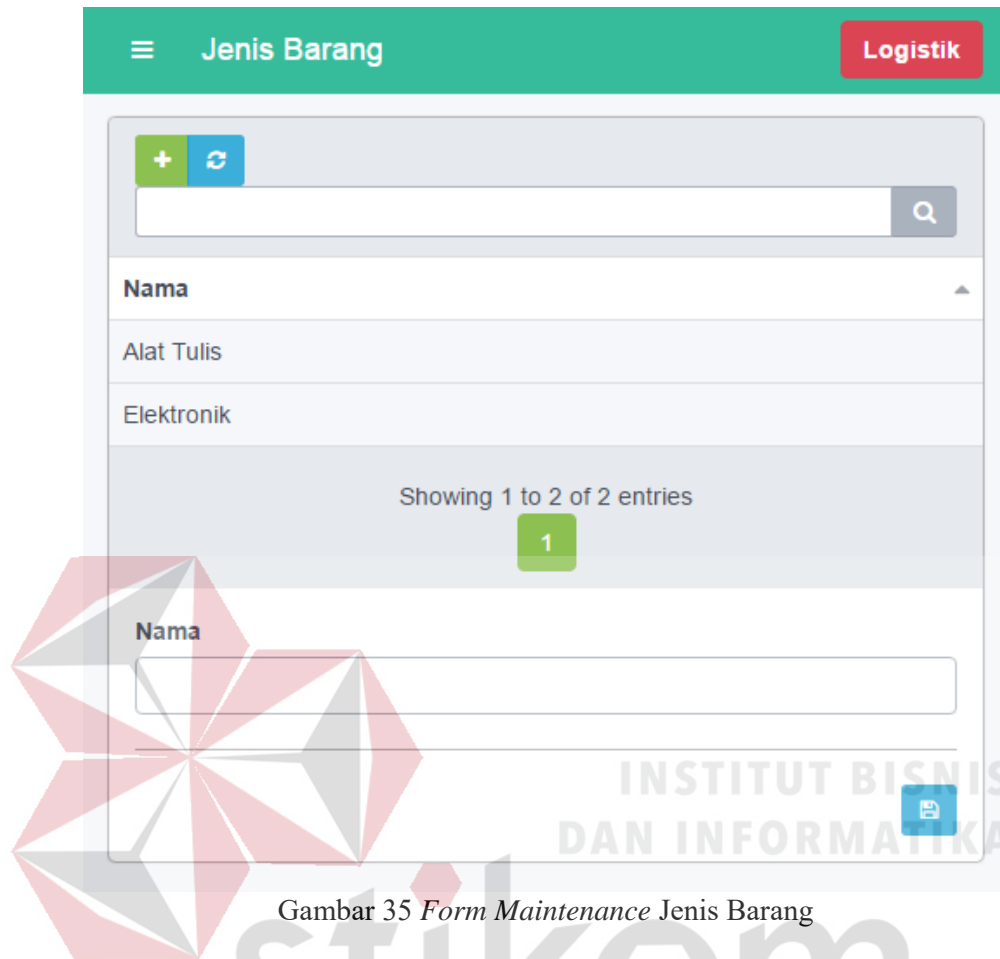 Jenis Barang
Logistik
Nama
Alat Tulis
Elektronik
Showing 1 to 2 of 2 entries
1
Nama
INSTITUT BISNIS
DAN INFORMATIKA
Gambar 35 Form Maintenance Jenis Barang
stikom